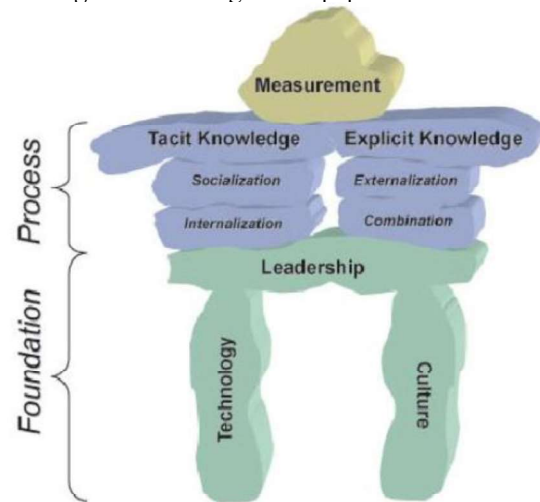 Measurement
Tacit Knowledge
Explicit Knowledge
Socialization
Externalization
Internalization
Combination
Leadership
Technology
Culture
Process
Foundation